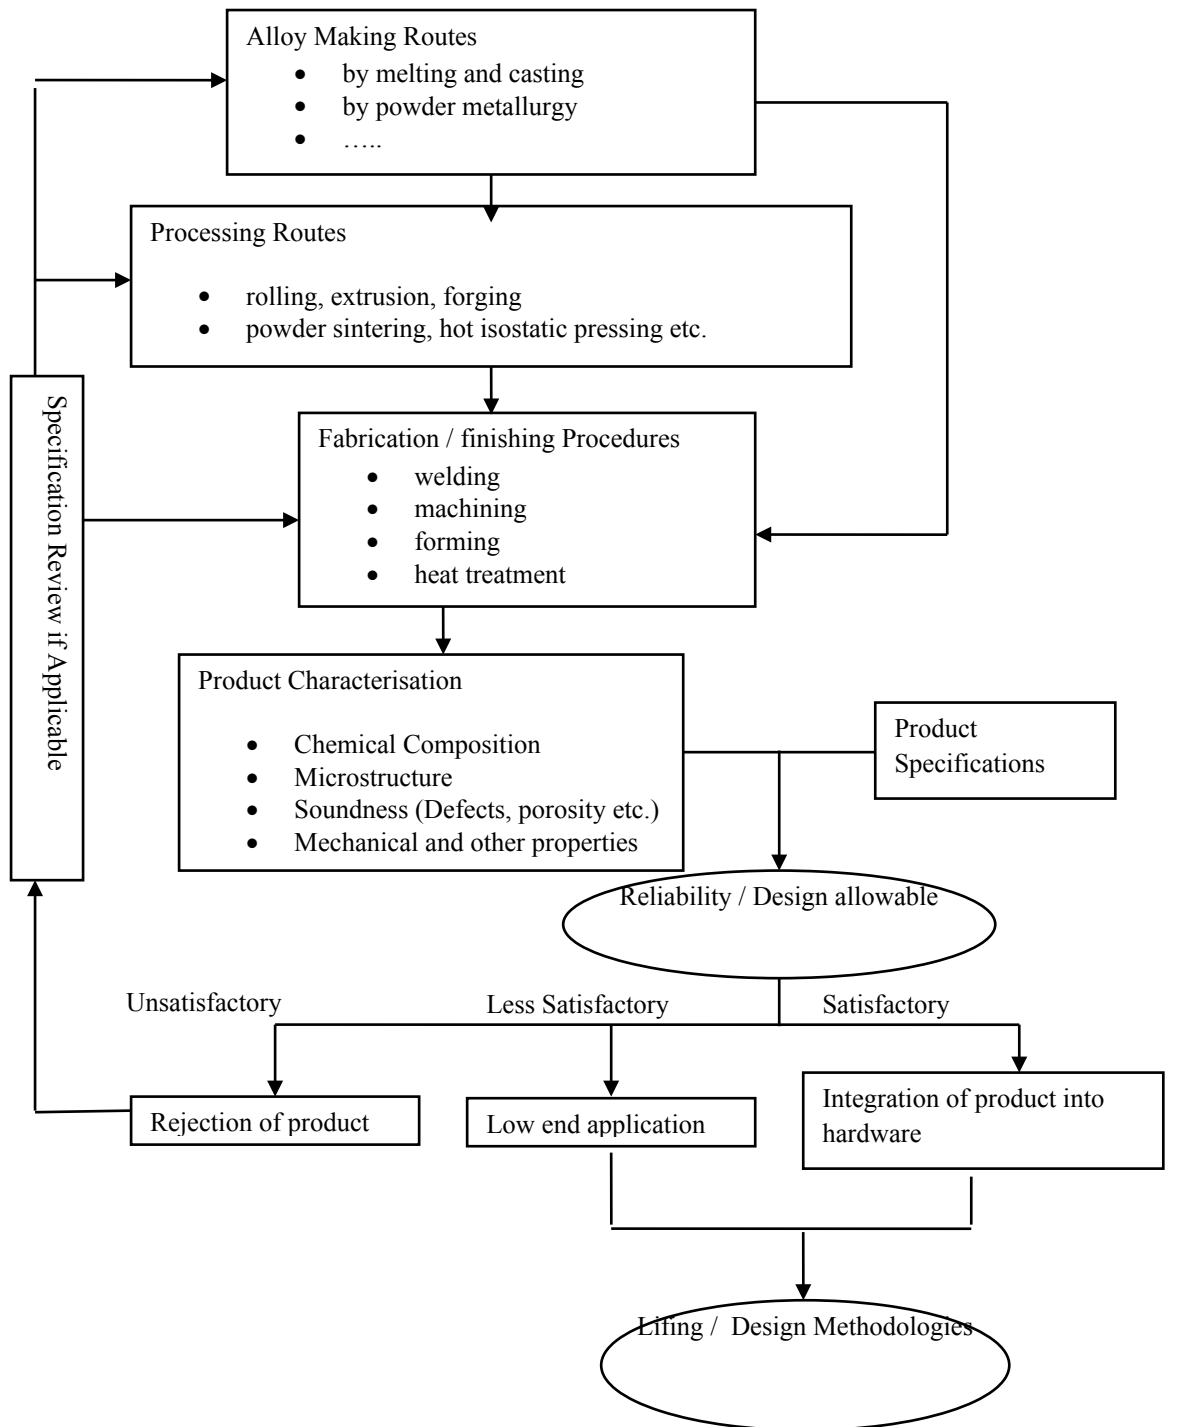 Alloy Making Routes
• by melting and casting
• by powder metallurgy
• …..
Processing Routes
• rolling, extrusion, forging
• powder sintering, hot isostatic pressing etc.
Specification Review if Applicable
Fabrication / finishing Procedures
• welding
• machining
• forming
• heat treatment
Product Characterisation
• Chemical Composition
• Microstructure
• Soundness (Defects, porosity etc.)
• Mechanical and other properties
Product
Specifications
Reliability / Design allowable
Unsatisfactory
Less Satisfactory
Satisfactory
Rejection of product
Low end application
Integration of product into
hardware
Lifing / Design Methodologies